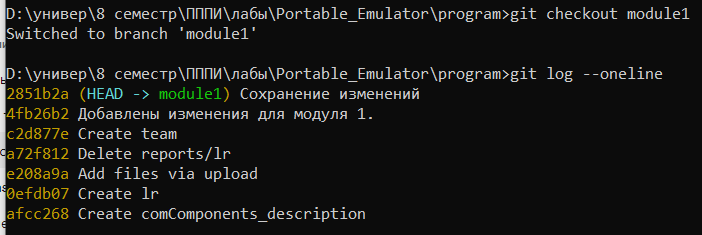 D:\универ\8 семестр\ПППИ\лабы\Portable_Emulator\program>git checkout module1
Switched to branch 'module1'
D:\универ\8 семестр\ПППИ\лабы\Portable_Emulator\program>git log --oneline
2851b2a (HEAD -> module1) Сохранение изменений
4fb26b2 Добавлены изменения для модуля 1.
c2d877e Create team
a72f812 Delete reports/lr
e208a9a Add files via upload
0efdb07 Create lr
afcc268 Create comComponents_description